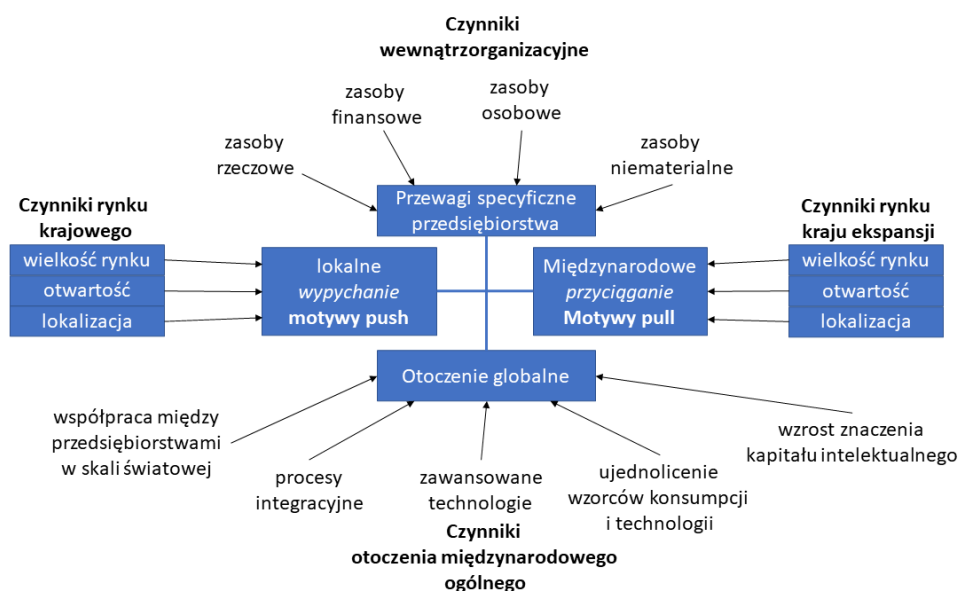 Czynniki
wewnątrzorganizacyjne
zasoby
finansowe
zasoby
osobowe
zasoby
rzeczowe
zasoby
niematerialne
Przewagi specyficzne
przedsiębiorstwa
Czynniki rynku
krajowego
wielkość rynku
otwartość
lokalizacja
lokalne
wypychanie
motywy push
Międzynarodowe
przyciąganie
Motywy pull
Czynniki rynku
kraju ekspansji
wielkość rynku
otwartość
lokalizacja
Otoczenie globalne
współpraca między
przedsiębiorstwami
w skali światowej
procesy
integracyjne
zawansowane
technologie
ujednolicenie
wzorców konsumpcji
i technologii
wzrost znaczenia
kapitału intelektualnego
Czynniki
otoczenia międzynarodowego
ogólnego